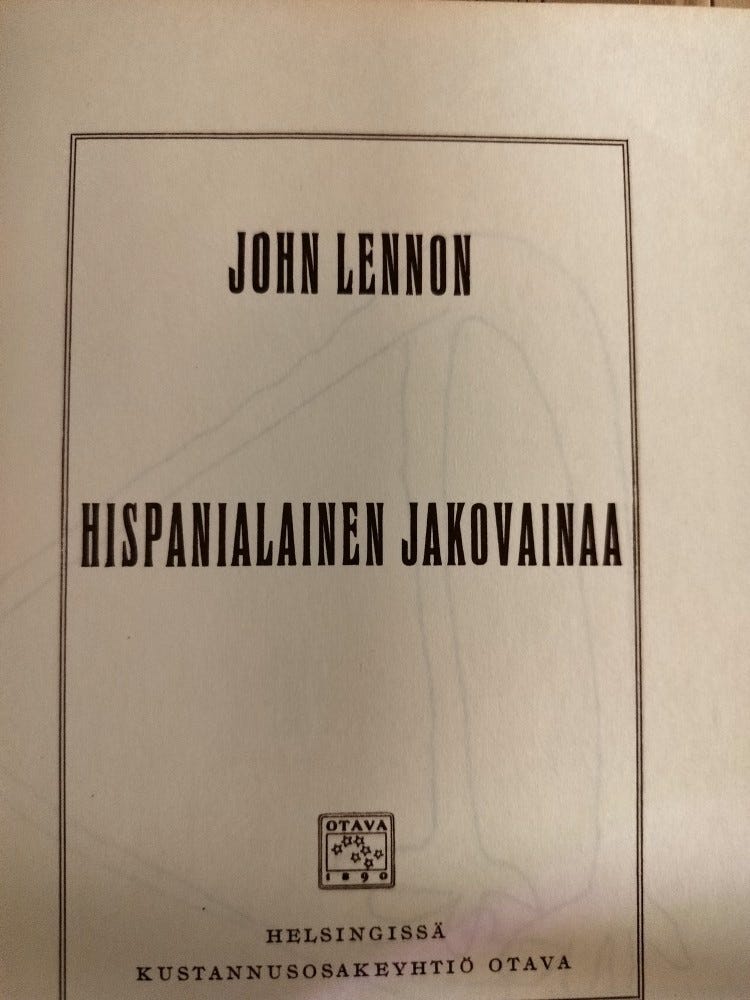 JOHN LENNON
HISPANIALAINEN JAKOVAINAA
OTAVA
1890
HELSINGISSÄ
KUSTANNUSOSAKEYHTIÖ OTAVA